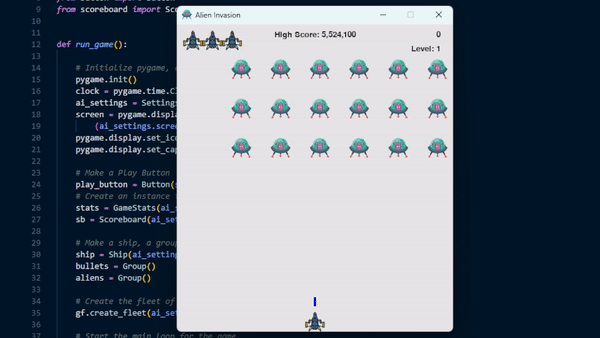 from scoreboard import Sco
def run_game():
# Initialize pygame, a
pygame.init()
clock = pygame.time.Cl
ai_settings = Settings
screen = pygame.displa
(ai_settings.scree
pygame.display.set_ico
pygame.display.set_cap
# Make a Play Button
play_button = Button(s
# Create an instance
stats = GameStats(ai_s
sb = Scoreboard(ai_set
# Make a ship, a group
ship = Ship(ai_setting
bullets = Group()
aliens = Group()
# Create the fleet of
gf.create_fleet(ai_set
# Start the main loop for the game
Alien Invasion
High Score: 5,524,100
0
Level: 1
9
10
11
12
13
14
15
16
17
18
19
20
21
22
23
24
25
26
27
28
29
30
31
32
33
34
35
36
37